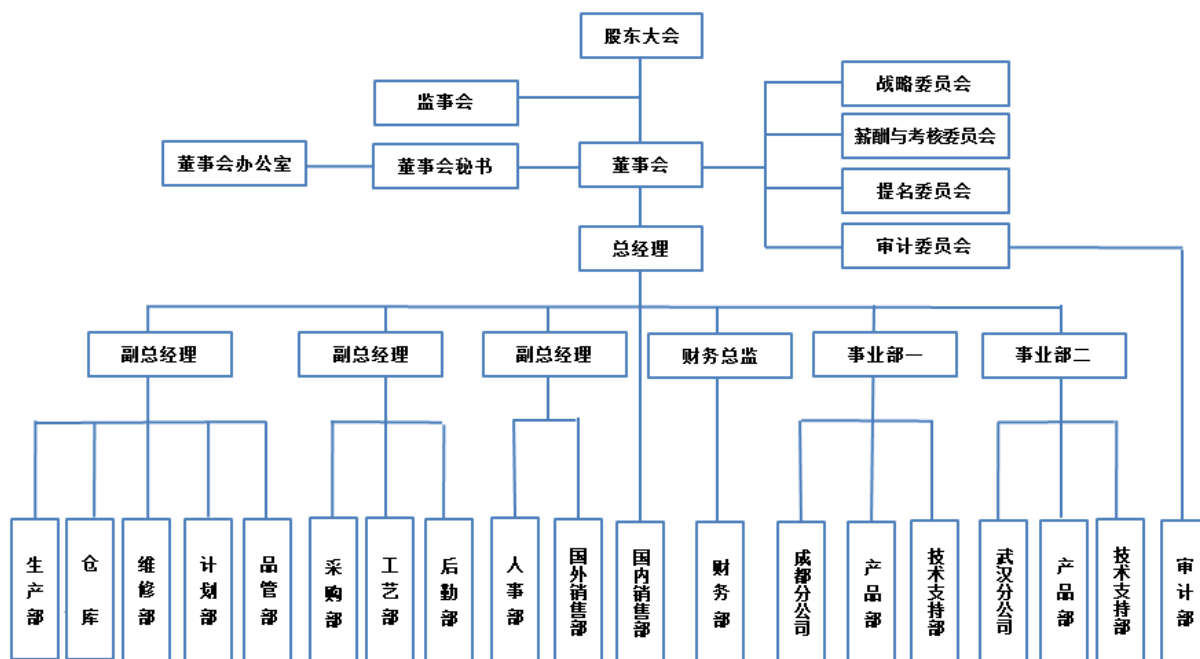 股东大会
监事会
战略委员会
薪酬与考核委员会
董事会办公室
董事会秘书
董事会
提名委员会
总经理
审计委员会
副总经理
副总经理
副总经理
财务总监
事业部一
事业部二
生产部
仓库
维修部
计划部
品管部
采购部
工艺部
后勤部
人事部
国外销售部
国内销售部
财务部
成都分公司
产品部
技术支持部
武汉分公司
产品部
技术支持部
审计部